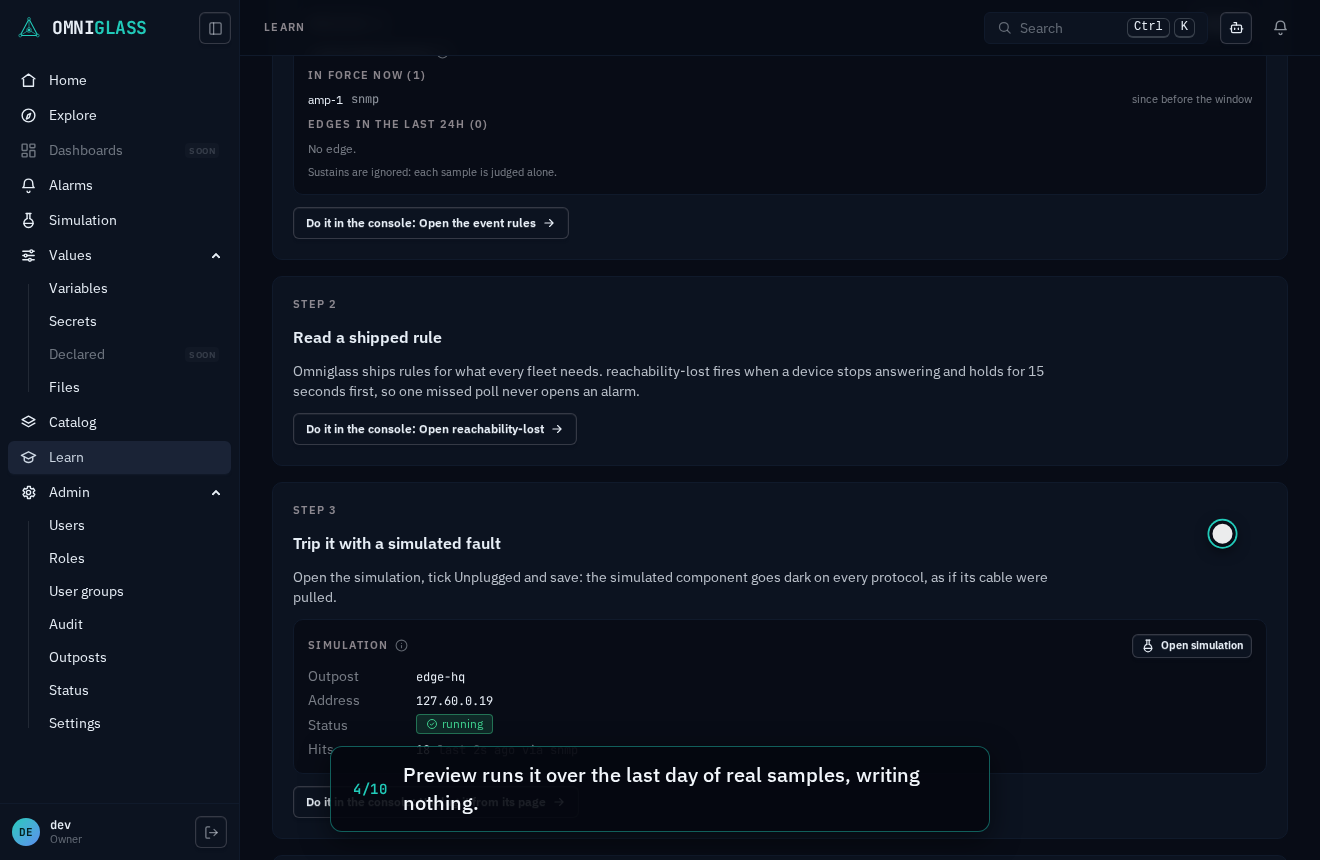 OMNIGLASS
LEARN
Search
Ctrl
K
Home
Explore
Dashboards
SOON
Alarms
Simulation
Values
Variables
Secrets
Declared
SOON
Files
Catalog
Learn
Admin
Users
Roles
User groups
Audit
Outposts
Status
Settings
DE
dev
Owner
IN FORCE NOW (1)
amp-1 snmp
since before the window
EDGES IN THE LAST 24H (0)
No edge.
Sustains are ignored: each sample is judged alone.
Do it in the console: Open the event rules →
STEP 2
Read a shipped rule
Omniglass ships rules for what every fleet needs. reachability-lost fires when a device stops answering and holds for 15
seconds first, so one missed poll never opens an alarm.
Do it in the console: Open reachability-lost →
STEP 3
Trip it with a simulated fault
Open the simulation, tick Unplugged and save: the simulated component goes dark on every protocol, as if its cable were
pulled.
SIMULATION
Open simulation
Outpost edge-hq
Address 127.60.0.19
Status running
Hits
Do it in the console from its page →
4/10
Preview runs it over the last day of real samples, writing
nothing.